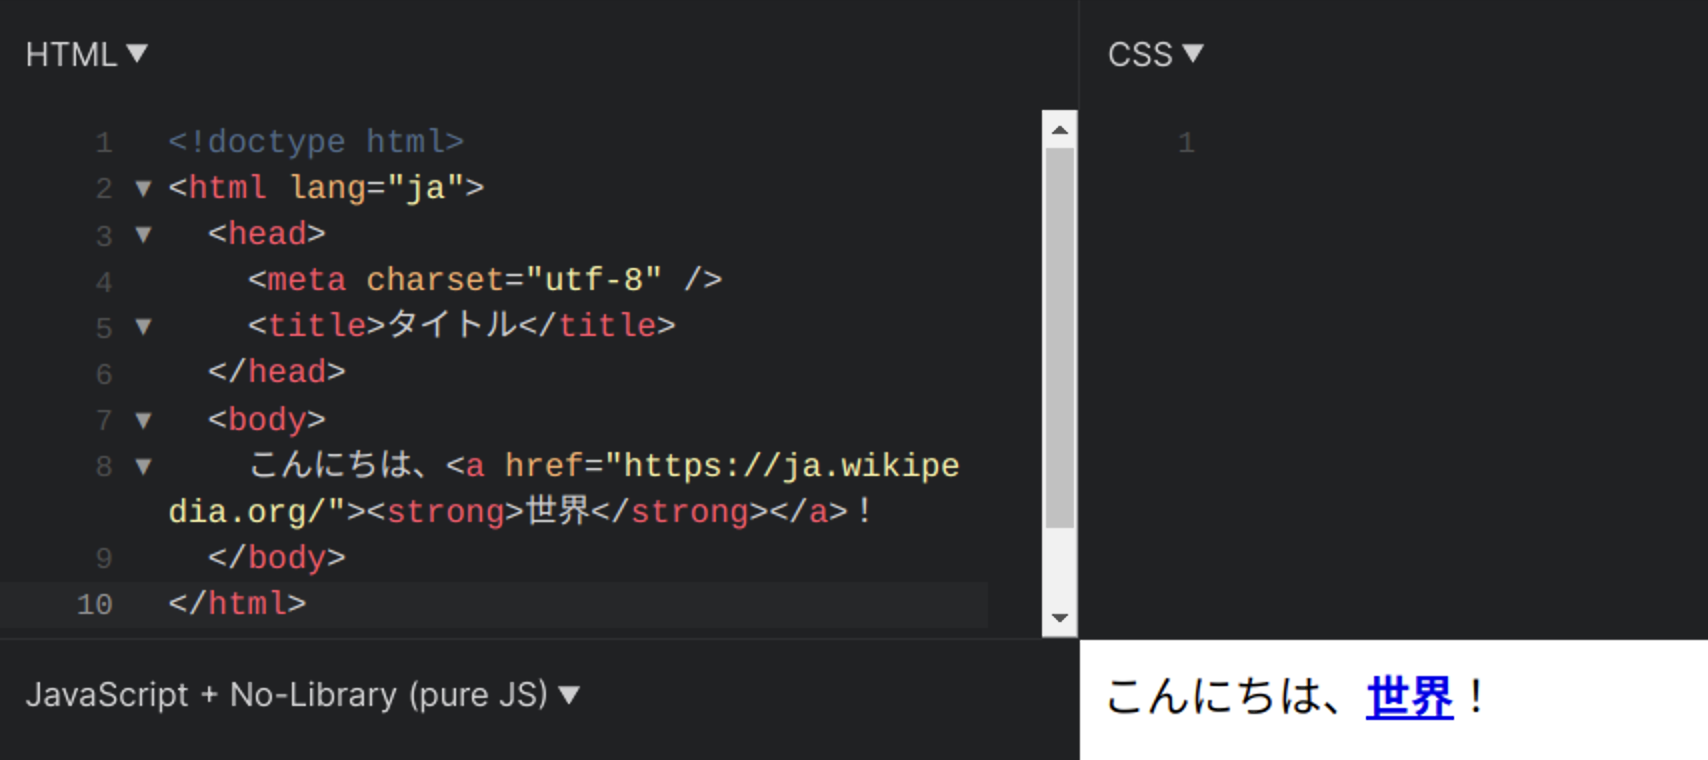 HTML ▼
1 <!doctype html>
2 ▼ <html lang="ja">
3 ▼   <head>
4       <meta charset="utf-8" />
5 ▼     <title>タイトル</title>
6     </head>
7 ▼   <body>
8 ▼     こんにちは、<a href="https://ja.wikipe
dia.org/"><strong>世界</strong></a>！
9     </body>
10 </html>
CSS ▼
1
JavaScript + No-Library (pure JS) ▼
こんにちは、世界！